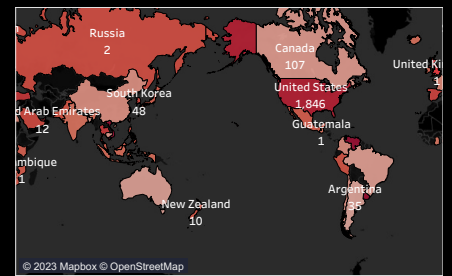 Russia
2
Canada
107
United Ki
1
South Korea
48
United States
1,846
d Arab Emirates
12
Guatemala
1
mbique
1
Argentina
35
New Zealand
10
© 2023 Mapbox © OpenStreetMap